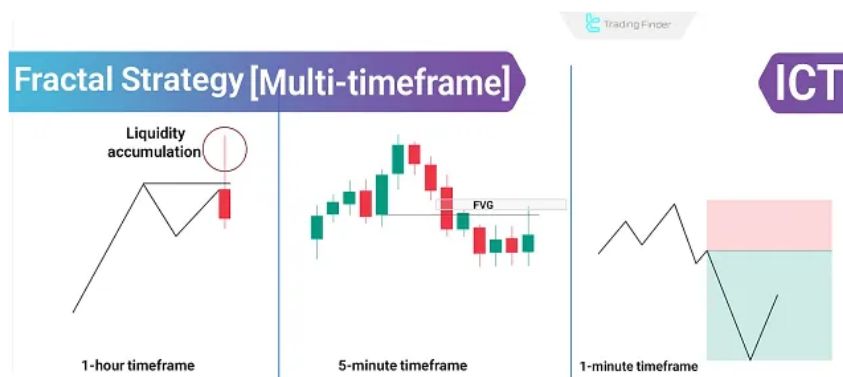 Trading Finder
Fractal Strategy [Multi-timeframe]
ICT
Liquidity
accumulation
FVG
1-hour timeframe
5-minute timeframe
1-minute timeframe